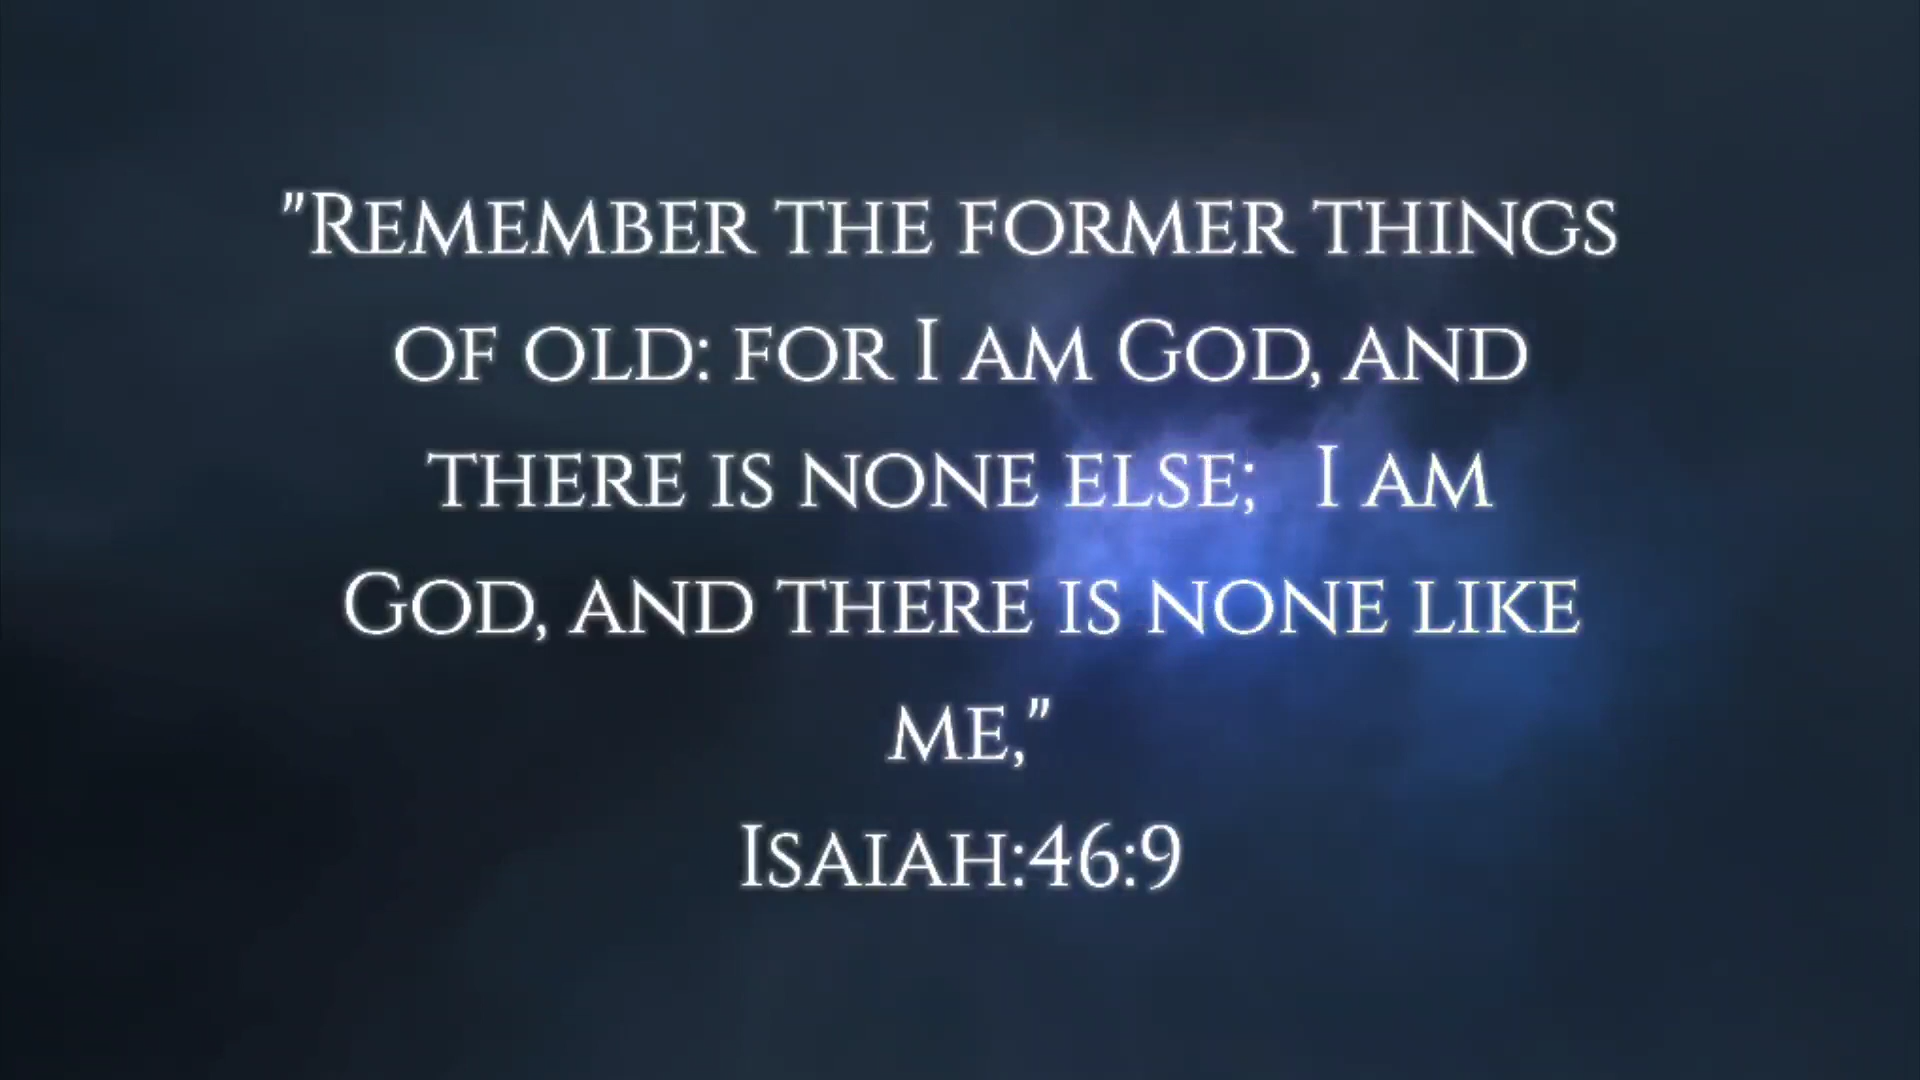 "Remember the former things
of old: for I am God, and
there is none else; I am
God, and there is none like
me,"
Isaiah:46:9